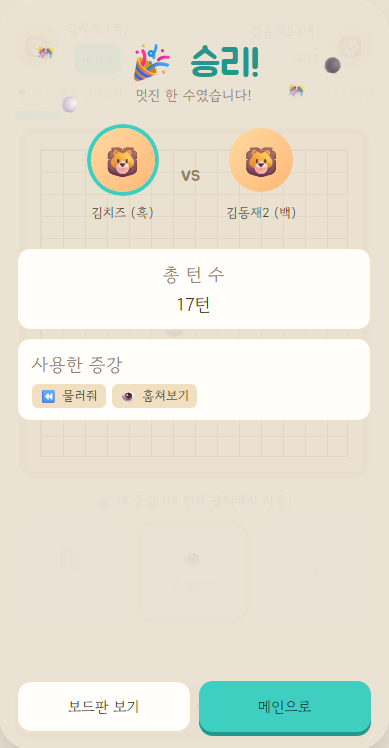 승리!
멋진 한 수였습니다!
VS
김치즈 (흑)
김동재2 (백)
총 턴 수
17턴
사용한 증강
물러줘
훔쳐보기
보드판 보기
메인으로